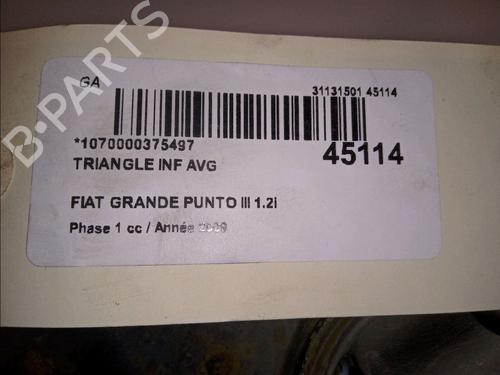 B-PARTS
GA
31131501 45114
*1070000375497
45114
TRIANGLE INF AVG
FIAT GRANDE PUNTO III 1.2i
Phase 1 cc / Année